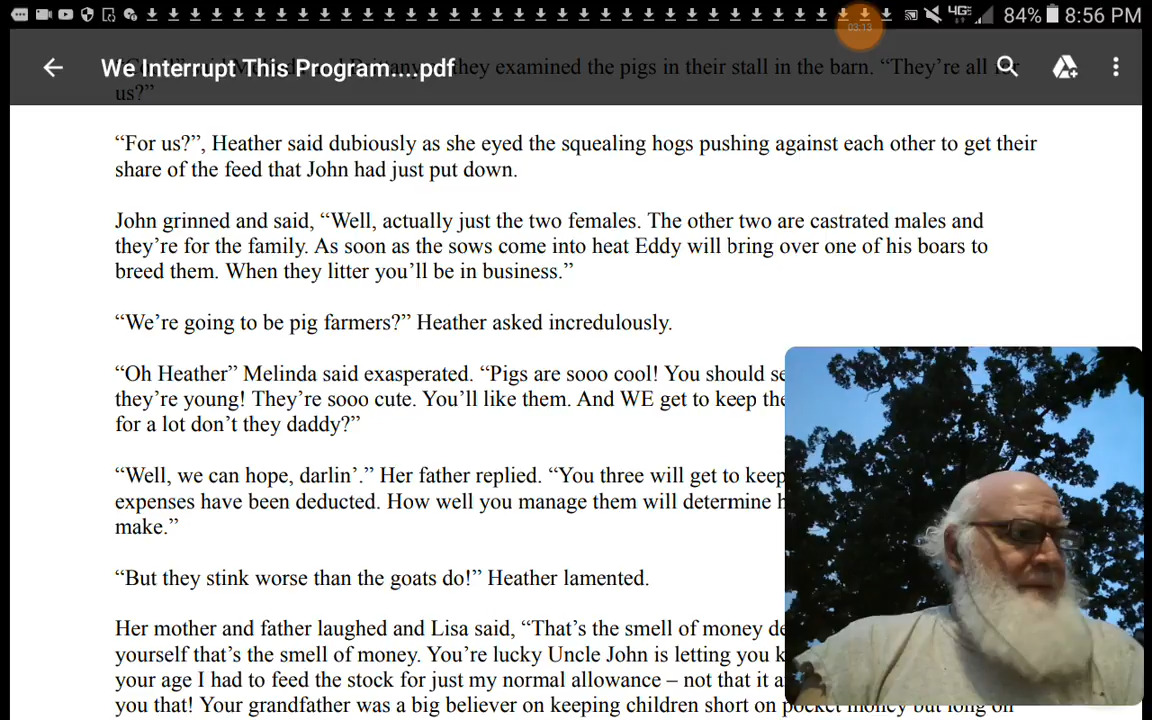 84% 8:56 PM
03:13
We Interrupt This Program....pdf
they examined the pigs in their stall in the barn. “They’re all for
us?”
“For us?”, Heather said dubiously as she eyed the squealing hogs pushing against each other to get their
share of the feed that John had just put down.
John grinned and said, “Well, actually just the two females. The other two are castrated males and
they’re for the family. As soon as the sows come into heat Eddy will bring over one of his boars to
breed them. When they litter you’ll be in business.”
“We’re going to be pig farmers?” Heather asked incredulously.
“Oh Heather” Melinda said exasperated. “Pigs are sooo cool! You should
they’re young! They’re sooo cute. You’ll like them. And WE get to keep
for a lot don’t they daddy?”
“Well, we can hope, darlin’.” Her father replied. “You three will get to keep
expenses have been deducted. How well you manage them will determine
make.”
“But they stink worse than the goats do!” Heather lamented.
Her mother and father laughed and Lisa said, “That’s the smell of money
yourself that’s the smell of money. You’re lucky Uncle John is letting you
your age I had to feed the stock for just my normal allowance – not that it
you that! Your grandfather was a big believer on keeping children short on pocket money but long on